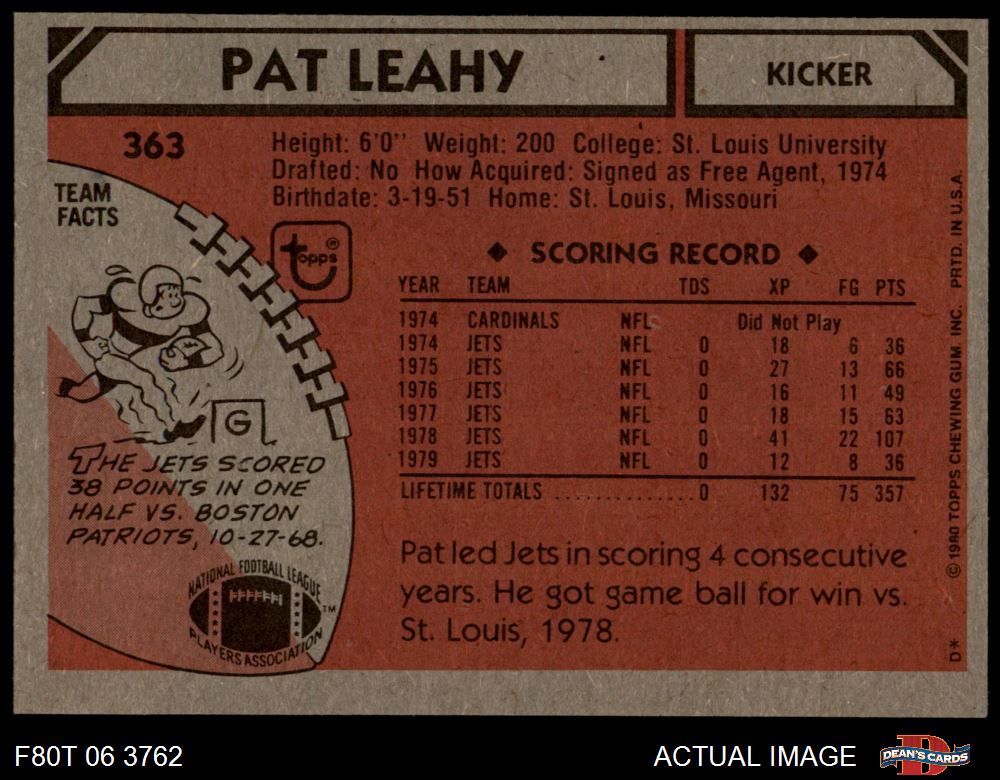 PAT LEAHY
KICKER
363
Height: 6'0" Weight: 200 College: St. Louis University
Drafted: No How Acquired: Signed as Free Agent, 1974
Birthdate: 3-19-51 Home: St. Louis, Missouri
TEAM
FACTS
topps®
◆ SCORING RECORD ◆
YEAR TEAM TDS XP FG PTS
1974 CARDINALS NFL Did Not Play
1974 JETS NFL 0 18 6 36
1975 JETS NFL 0 27 13 66
1976 JETS NFL 0 16 11 49
1977 JETS NFL 0 18 15 63
1978 JETS NFL 0 41 22 107
1979 JETS NFL 0 12 8 36
LIFETIME TOTALS ..............0 132 75 357
G
THE JETS SCORED
38 POINTS IN ONE
HALF VS. BOSTON
PATRIOTS, 10-27-68.
NATIONAL FOOTBALL LEAGUE
PLAYERS ASSOCIATION
TM
Pat led Jets in scoring 4 consecutive
years. He got game ball for win vs.
St. Louis, 1978.
D* © 1980 TOPPS CHEWING GUM. INC. PRTD. IN U.S.A.
F80T 06 3762
ACTUAL IMAGE
D
DEAN'S CARDS